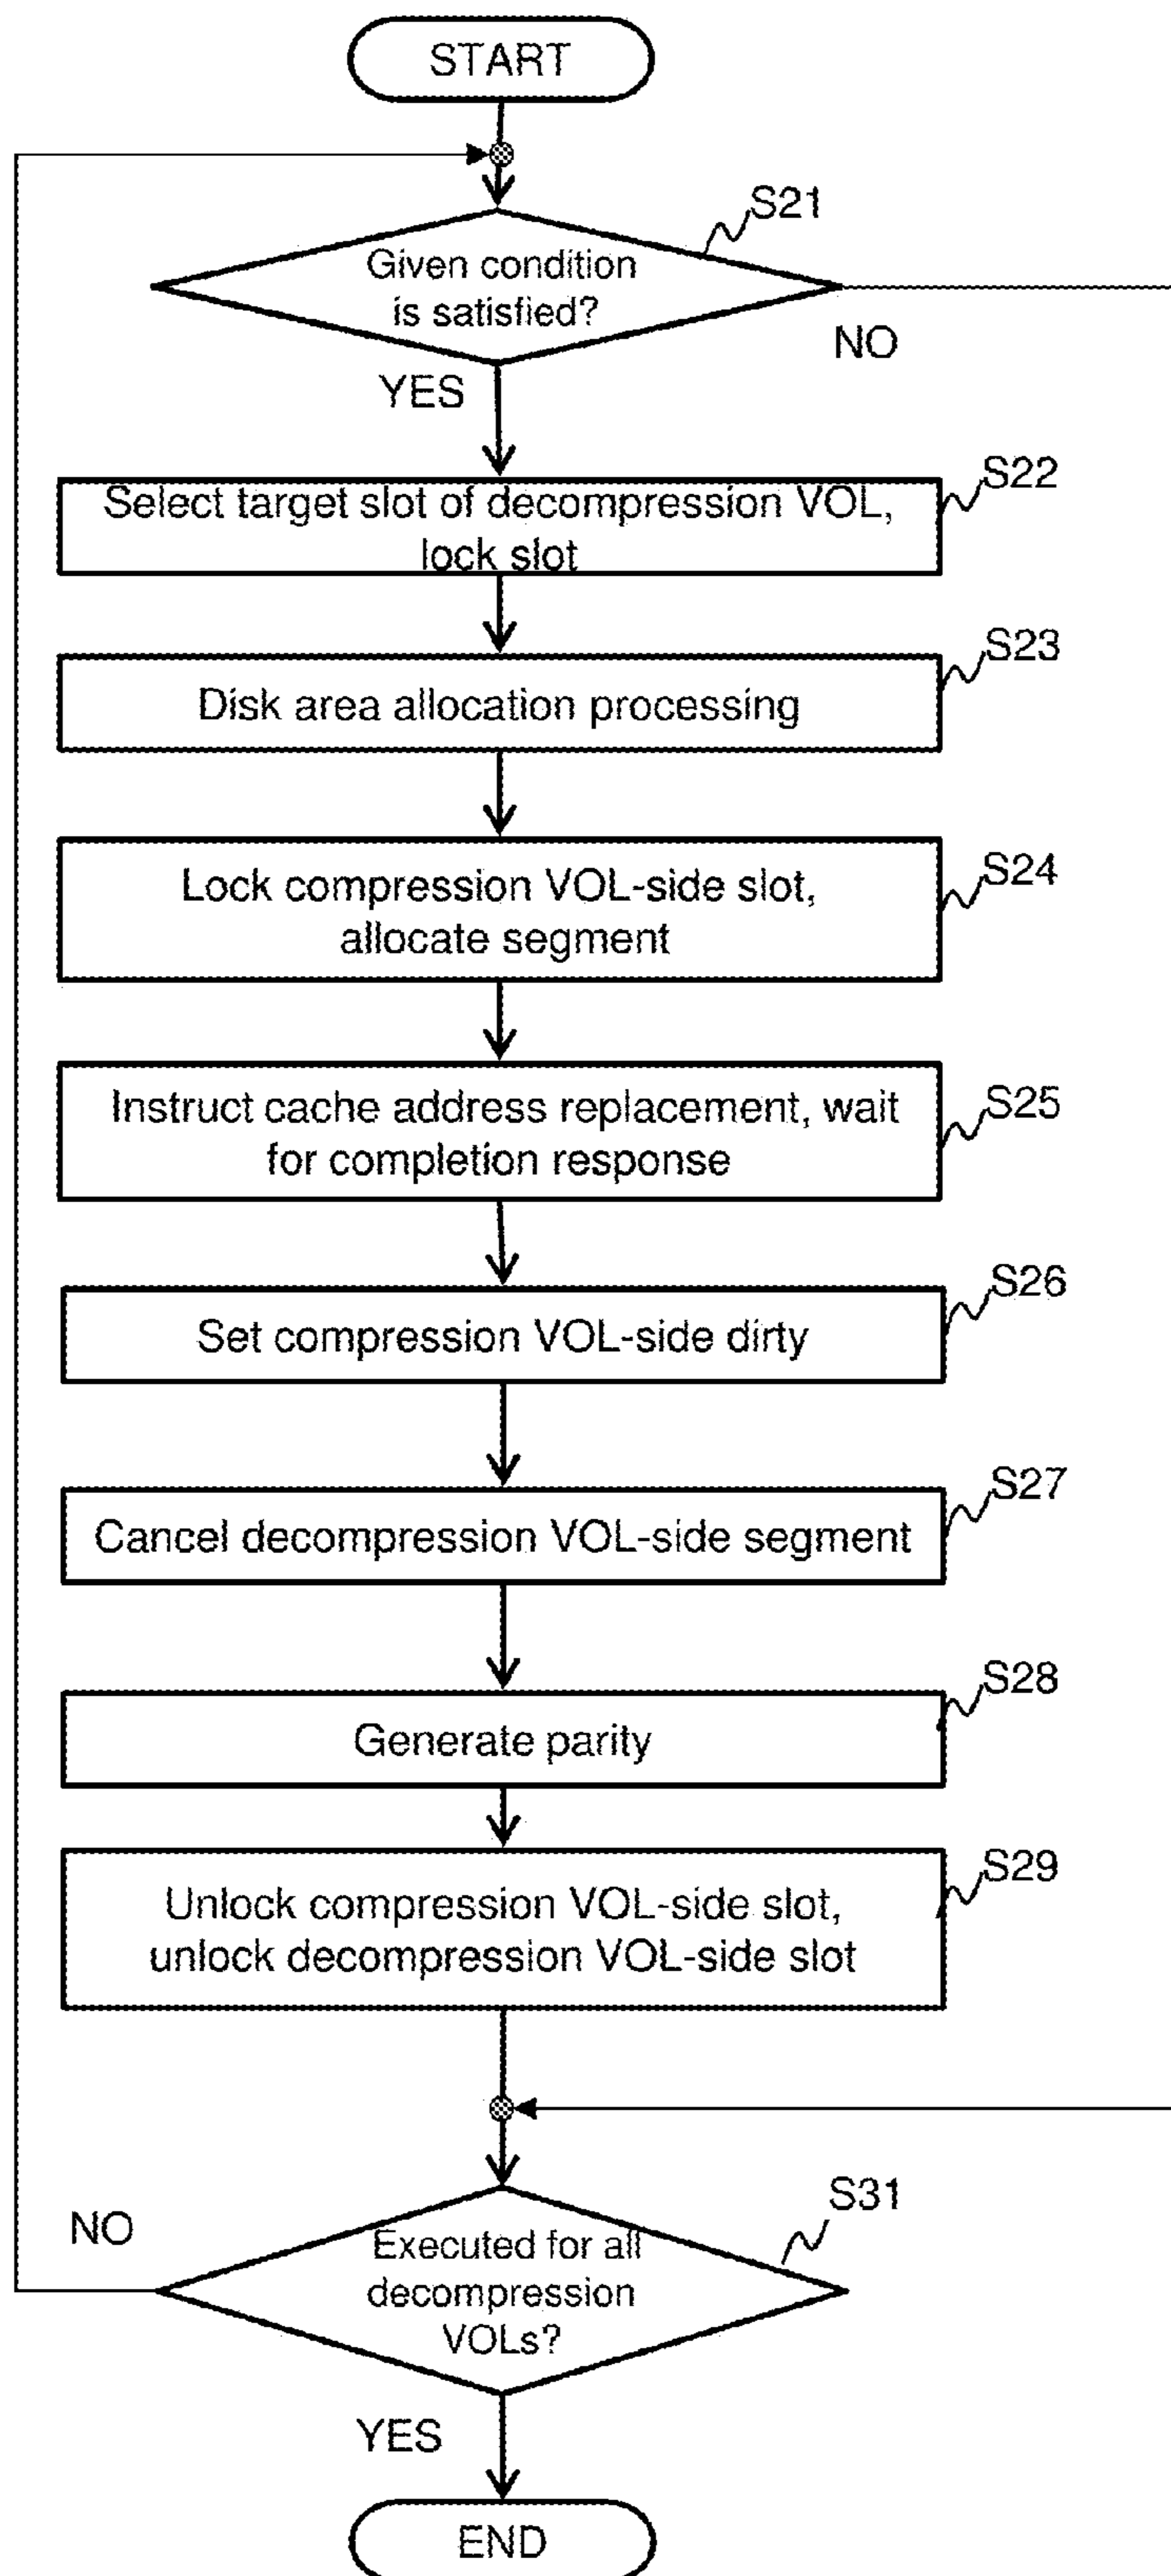 START
S21
Given condition
is satisfied?
NO
YES
S22
Select target slot of decompression VOL,
lock slot
S23
Disk area allocation processing
S24
Lock compression VOL-side slot,
allocate segment
S25
Instruct cache address replacement, wait
for completion response
S26
Set compression VOL-side dirty
S27
Cancel decompression VOL-side segment
S28
Generate parity
S29
Unlock compression VOL-side slot,
unlock decompression VOL-side slot
S31
NO
Executed for all
decompression
VOLs?
YES
END